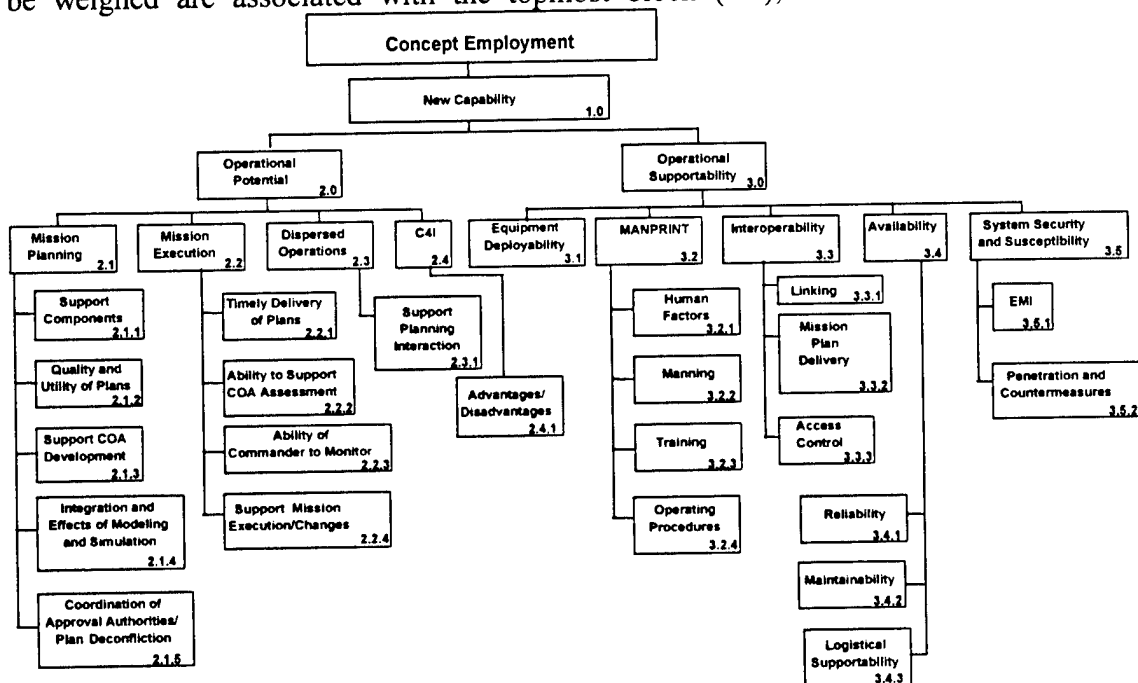 be weighed are associated with the topmost
Concept Employment
New Capability
1.0
Operational
Potential
2.0
Operational
Supportability
3.0
Mission
Planning
2.1
Mission
Execution
2.2
Dispersed
Operations
2.3
C4I
2.4
Equipment
Deployability
3.1
MANPRINT
3.2
Interoperability
3.3
Availability
3.4
System Security
and Susceptibility
3.5
Support
Components
2.1.1
Quality and
Utility of Plans
2.1.2
Support COA
Development
2.1.3
Integration and
Effects of Modeling
and Simulation
2.1.4
Coordination of
Approval Authorities/
Plan Deconfliction
2.1.5
Timely Delivery
of Plans
2.2.1
Ability to Support
COA Assessment
2.2.2
Ability of
Commander to Monitor
2.2.3
Support Mission
Execution/Changes
2.2.4
Support
Planning
Interaction
2.3.1
Advantages/
Disadvantages
2.4.1
Human
Factors
3.2.1
Manning
3.2.2
Training
3.2.3
Operating
Procedures
3.2.4
Linking
3.3.1
Mission
Plan
Delivery
3.3.2
Access
Control
3.3.3
Reliability
3.4.1
Maintainability
3.4.2
Logistical
Supportability
3.4.3
EMI
3.5.1
Penetration and
Countermeasures
3.5.2